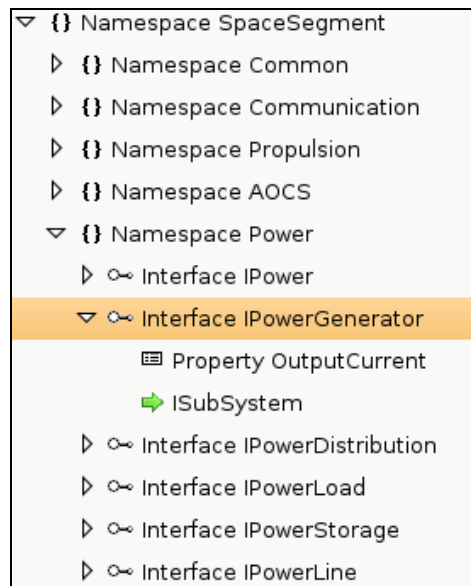 {} Namespace SpaceSegment
{} Namespace Common
{} Namespace Communication
{} Namespace Propulsion
{} Namespace AOCS
{} Namespace Power
Interface IPower
Interface IPowerGenerator
Property OutputCurrent
ISubSystem
Interface IPowerDistribution
Interface IPowerLoad
Interface IPowerStorage
Interface IPowerLine